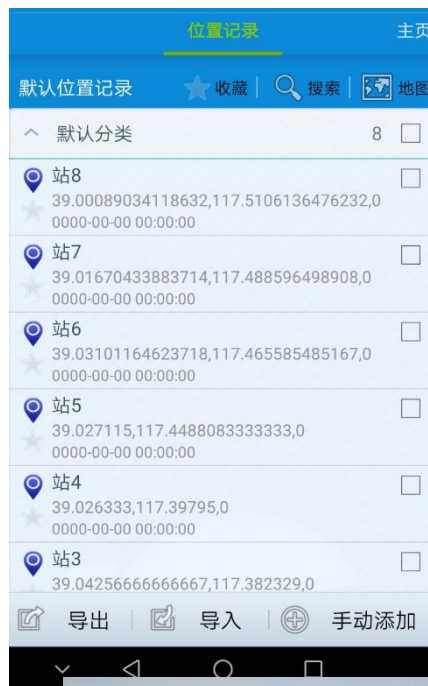 位置记录 主页
默认位置记录 收藏 搜索 地图
默认分类 8
站8
39.00089034118632,117.5106136476232,0
0000-00-00 00:00:00
站7
39.01670433883714,117.488596498908,0
0000-00-00 00:00:00
站6
39.03101164623718,117.465585485167,0
0000-00-00 00:00:00
站5
39.027115,117.4488083333333,0
0000-00-00 00:00:00
站4
39.026333,117.39795,0
0000-00-00 00:00:00
站3
39.04256666666667,117.382329,0
导出 导入 手动添加